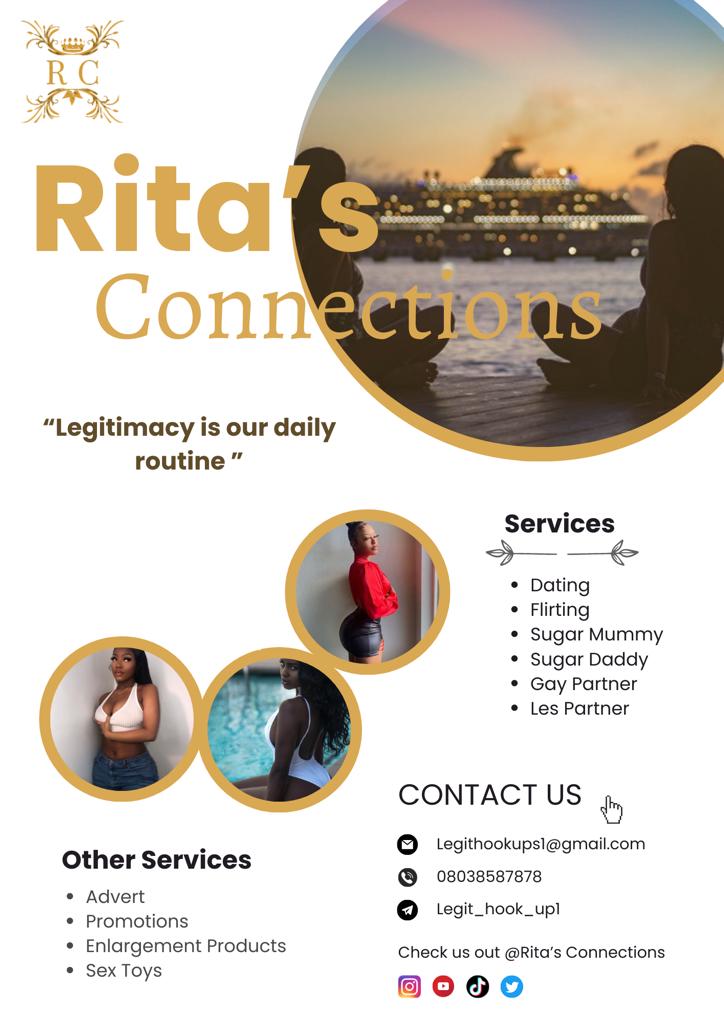 R C
Rita’s
Connections
“Legitimacy is our daily
routine ”
Services
Dating
Flirting
Sugar Mummy
Sugar Daddy
Gay Partner
Les Partner
CONTACT US
Legithookups1@gmail.com
08038587878
Legit_hook_up1
Check us out @Rita’s Connections
Other Services
Advert
Promotions
Enlargement Products
Sex Toys